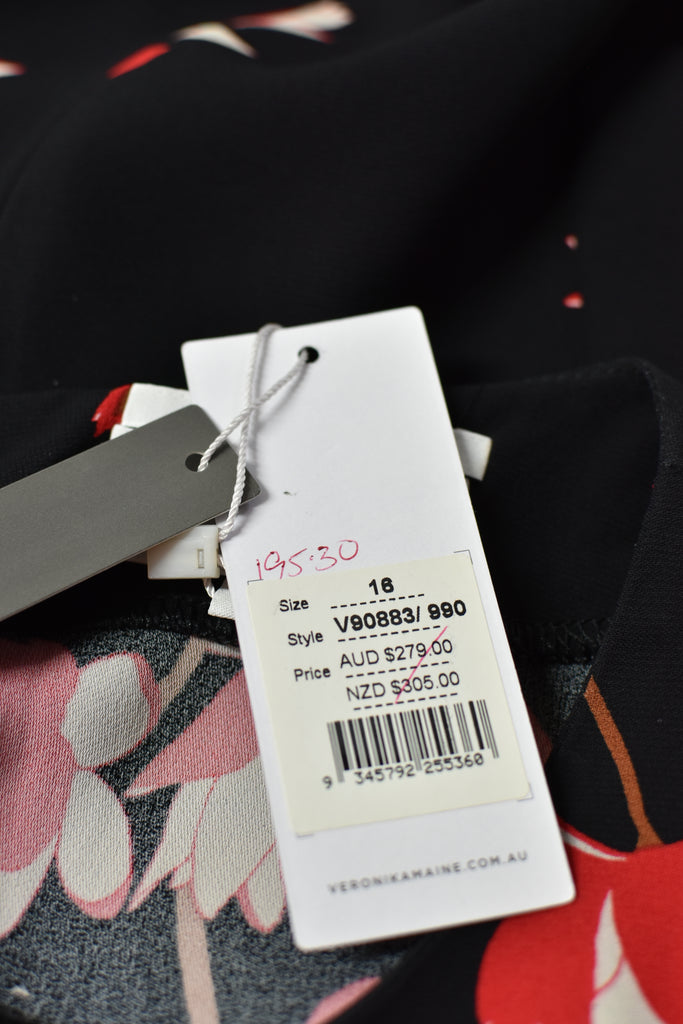 195.30
Size 16
Style V90883/ 990
Price AUD $279.00
NZD $305.00
9 345792 255360
VERONIKAMAINE.COM.AU